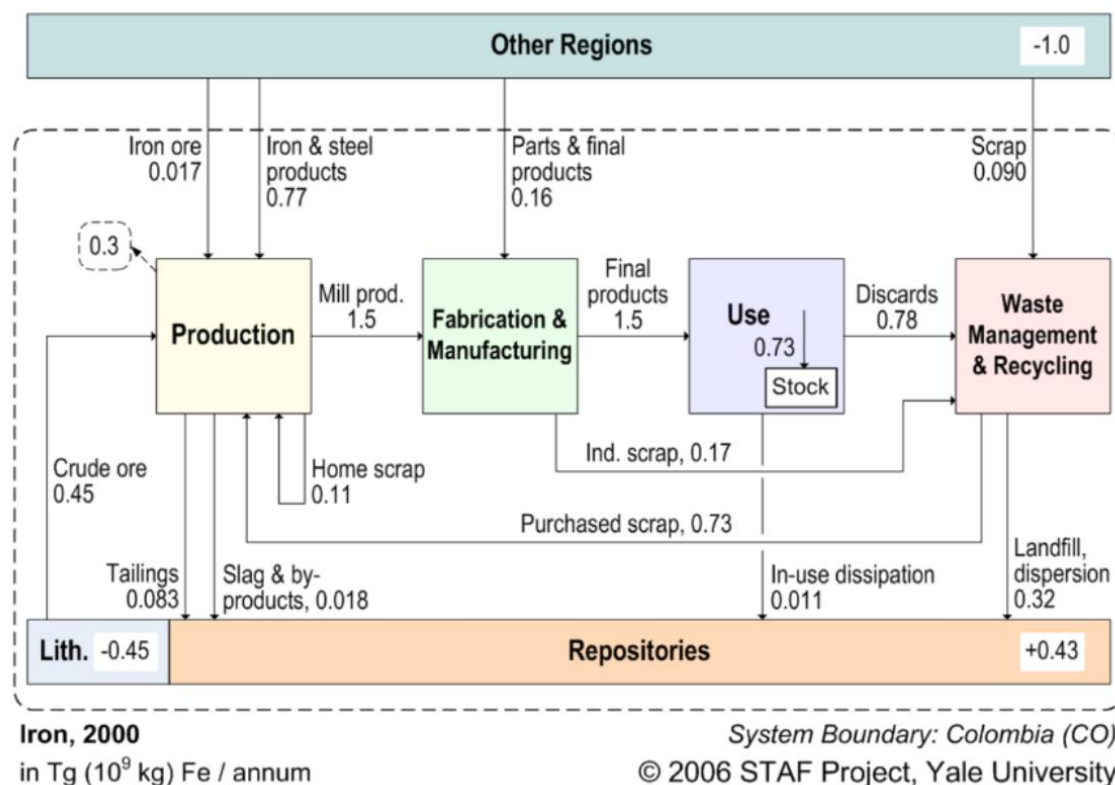 Other Regions
-1.0
Iron ore
0.017
Iron & steel
products
0.77
Parts & final
products
0.16
Scrap
0.090
0.3
Production
Mill prod.
1.5
Fabrication &
Manufacturing
Final
products
1.5
Use
0.73
Stock
Discards
0.78
Waste
Management
& Recycling
Crude ore
0.45
Home scrap
0.11
Ind. scrap, 0.17
Purchased scrap, 0.73
Tailings
0.083
Slag & by-
products, 0.018
In-use dissipation
0.011
Landfill,
dispersion
0.32
Lith.
-0.45
Repositories
+0.43
Iron, 2000
in Tg (10⁹ kg) Fe / annum
System Boundary: Colombia (CO)
© 2006 STAF Project, Yale University